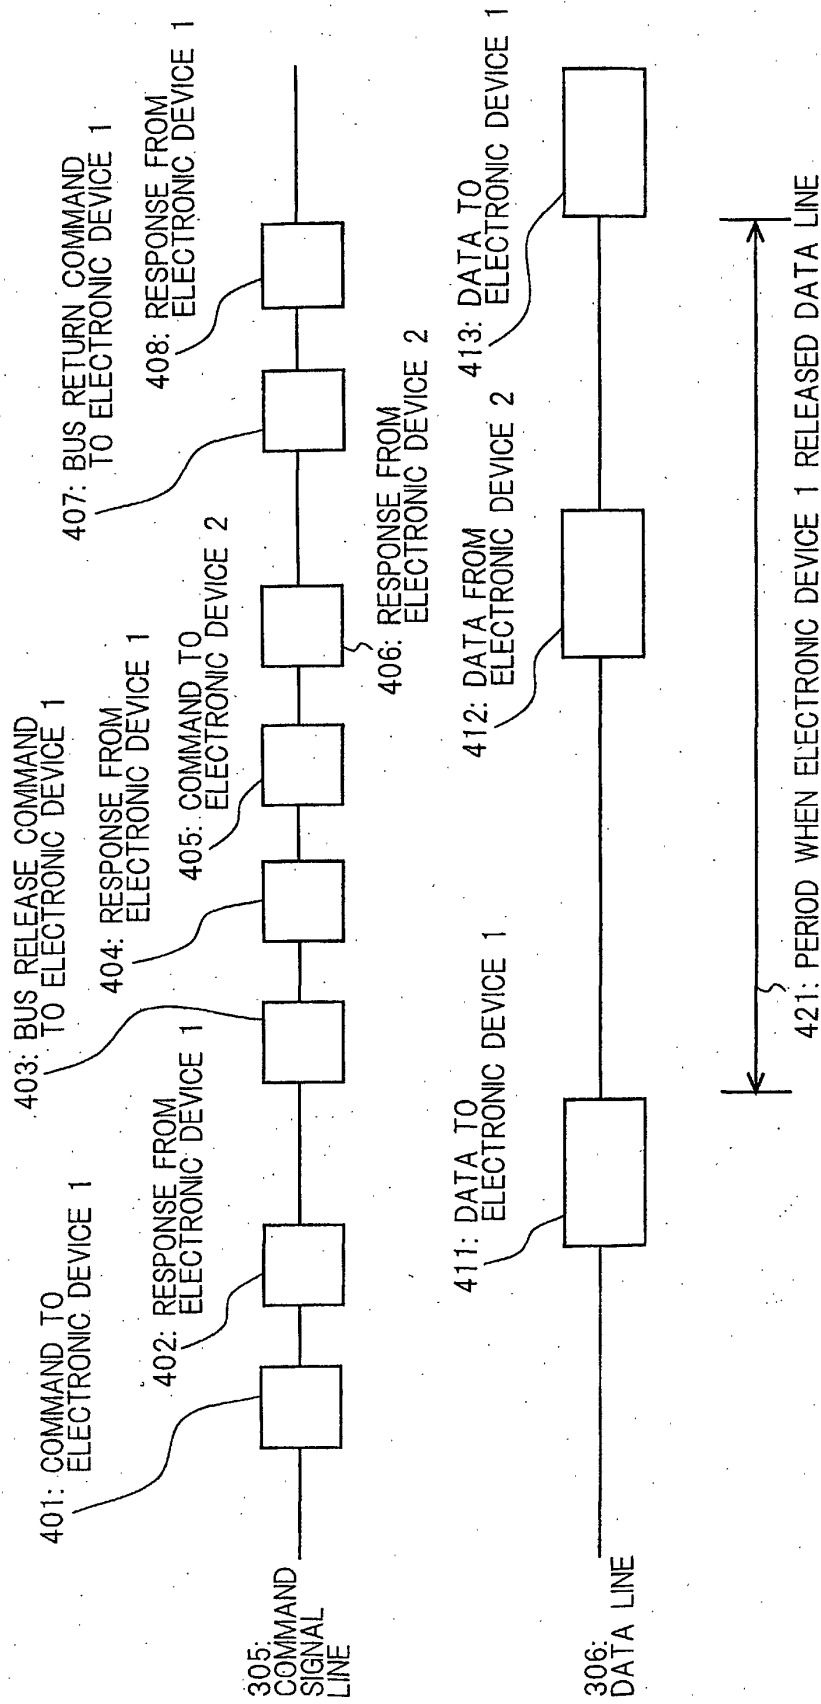 401: COMMAND TO
ELECTRONIC DEVICE 1
402: RESPONSE FROM
ELECTRONIC DEVICE 1
403: BUS RELEASE COMMAND
TO ELECTRONIC DEVICE 1
404: RESPONSE FROM
ELECTRONIC DEVICE 1
405: COMMAND TO
ELECTRONIC DEVICE 2
406: RESPONSE FROM
ELECTRONIC DEVICE 2
407: BUS RETURN COMMAND
TO ELECTRONIC DEVICE 1
408: RESPONSE FROM
ELECTRONIC DEVICE 1
305:
COMMAND
SIGNAL
LINE
411: DATA TO
ELECTRONIC DEVICE 1
412: DATA FROM
ELECTRONIC DEVICE 2
413: DATA TO
ELECTRONIC DEVICE 1
306:
DATA LINE
421: PERIOD WHEN ELECTRONIC DEVICE 1 RELEASED DATA LINE